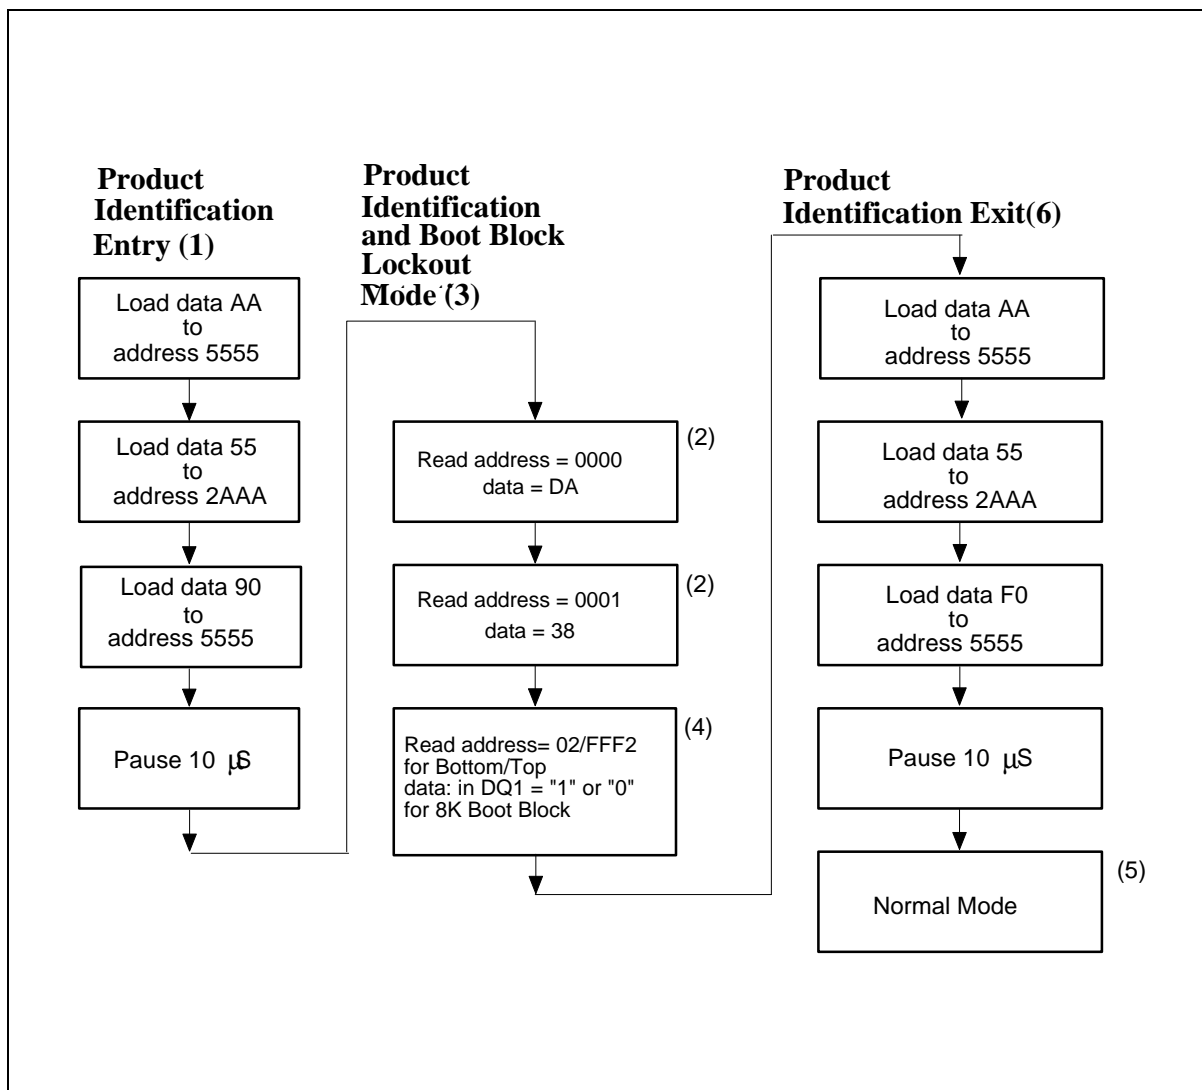 Product
Identification
Entry (1)
Load data AA
to
address 5555
Load data 55
to
address 2AAA
Load data 90
to
address 5555
Pause 10 µS
Product
Identification
and Boot Block
Lockout
Mode (3)
Read address = 0000
data = DA
(2)
Read address = 0001
data = 38
(2)
Read address= 02/FFF2
for Bottom/Top
data: in DQ1 = "1" or "0"
for 8K Boot Block
(4)
Product
Identification Exit(6)
Load data AA
to
address 5555
Load data 55
to
address 2AAA
Load data F0
to
address 5555
Pause 10 µS
Normal Mode
(5)